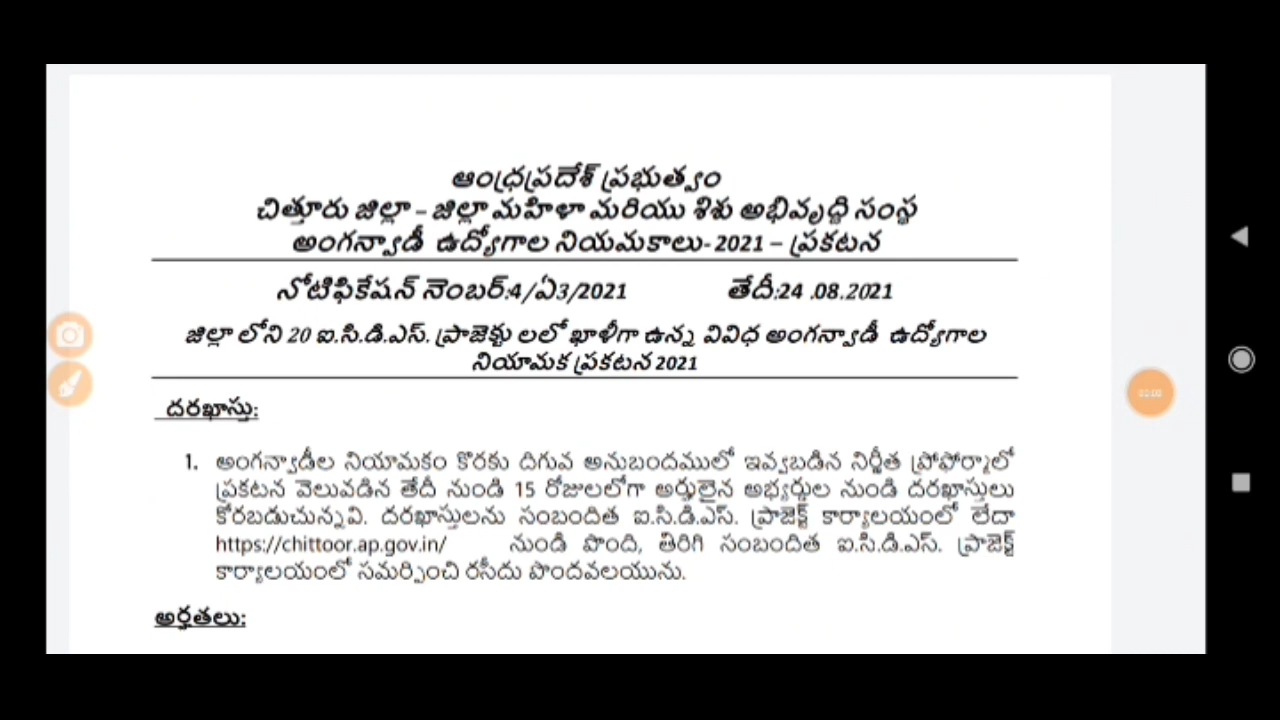 ఆంధ్రప్రదేశ్ ప్రభుత్వం
చిత్తూరు జిల్లా – జిల్లా మహిళా మరియు శిశు అభివృద్ధి సంస్థ
అంగన్వాడీ ఉద్యోగాల నియమకాలు- 2021 – ప్రకటన
నోటిఫికేషన్ నెంబర్:4/ఏ3/2021 తేదీ:24 .08.2021
జిల్లా లోని 20 ఐ.సి.డి.ఎస్. ప్రాజెక్టు లలో ఖాళీగా ఉన్న వివిధ అంగన్వాడీ ఉద్యోగాల
నియామక ప్రకటన 2021
దరఖాస్తు:
1. అంగన్వాడీల నియామకం కొరకు దిగువ అనుబందములో ఇవ్వబడిన నిర్ణీత ప్రోఫోర్మాలో
ప్రకటన వెలువడిన తేదీ నుండి 15 రోజులలోగా అర్హులైన అభ్యర్థుల నుండి దరఖాస్తులు
కోరబడుచున్నవి. దరఖాస్తులను సంబందిత ఐ.సి.డి.ఎస్. ప్రాజెక్ట్ కార్యాలయంలో లేదా
https://chittoor.ap.gov.in/ నుండి పొంది, తిరిగి సంబందిత ఐ.సి.డి.ఎస్. ప్రాజెక్ట్
కార్యాలయంలో సమర్పించి రసీదు పొందవలయును.
అర్హతలు: